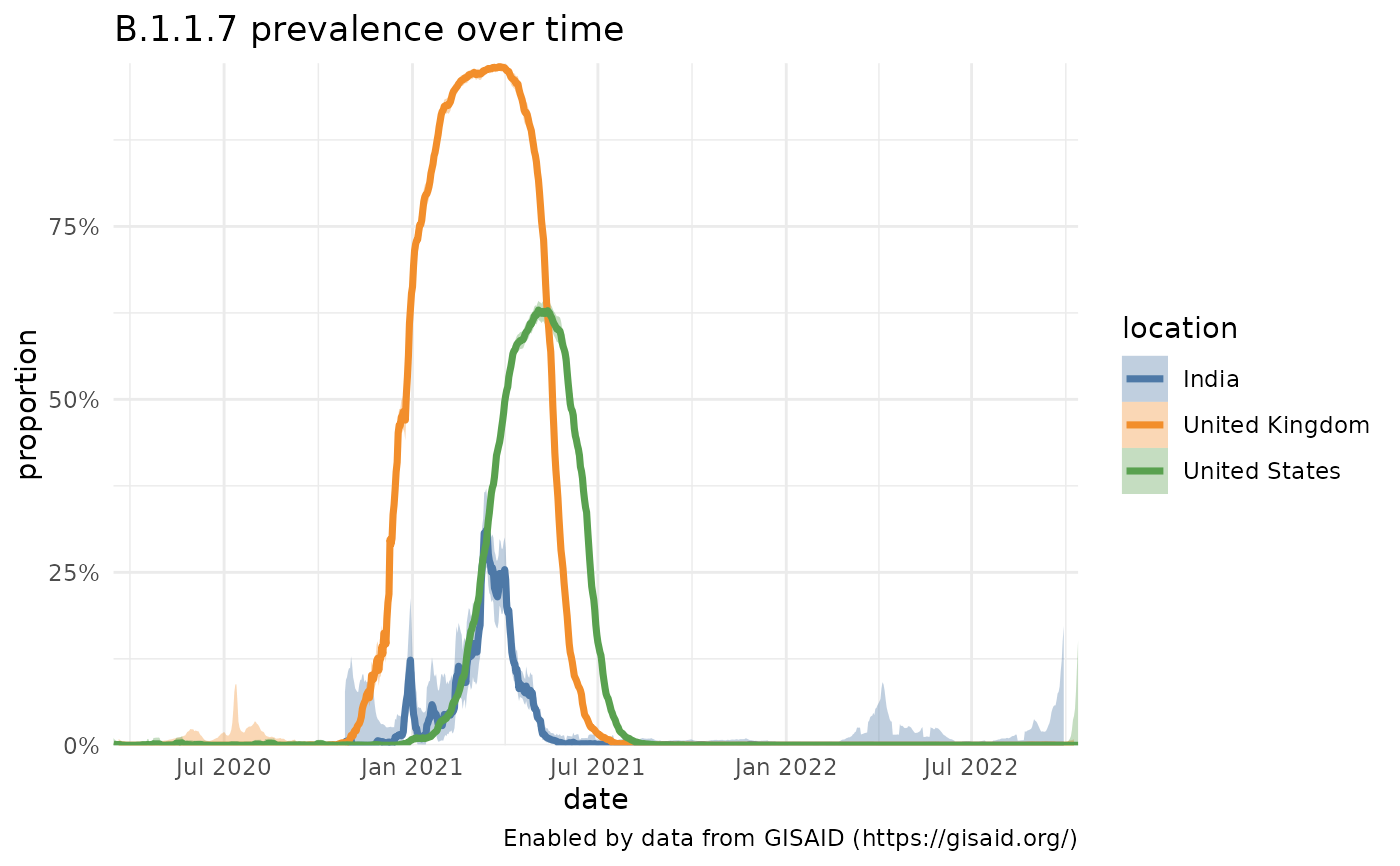 B.1.1.7 prevalence over time
proportion
75%
50%
25%
0%
Jul 2020
Jan 2021
Jul 2021
Jan 2022
Jul 2022
date
location
India
United Kingdom
United States
Enabled by data from GISAID (https://gisaid.org/)